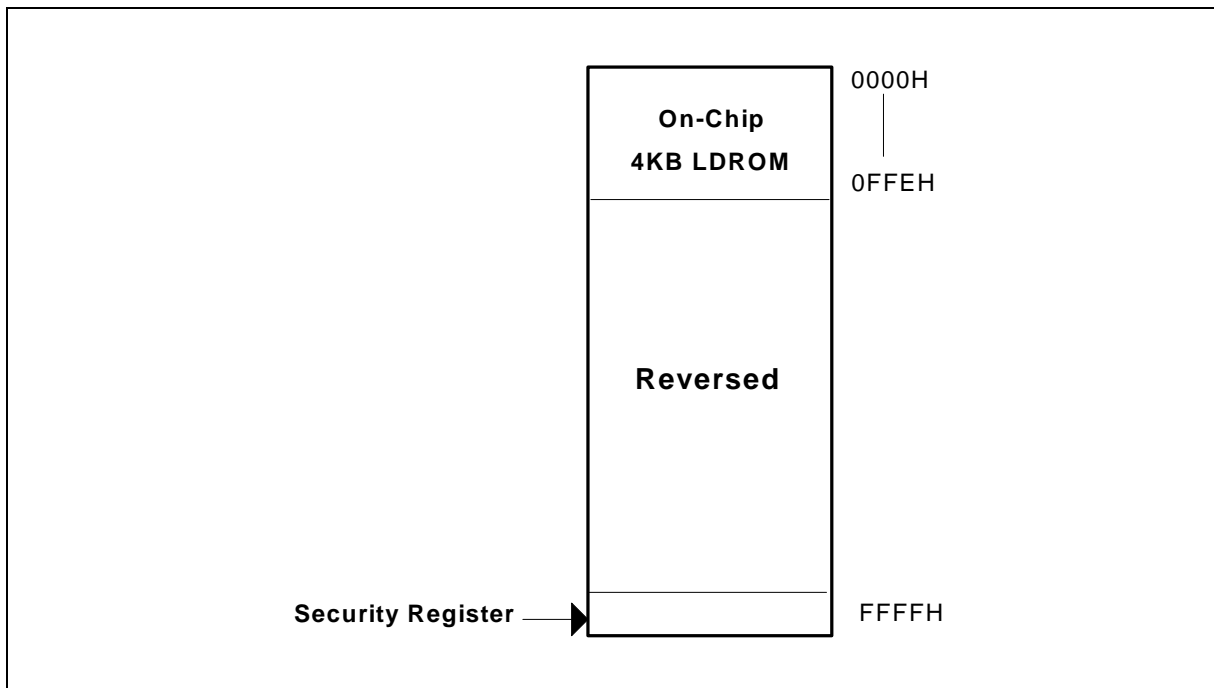 0000H
On-Chip
4KB LDROM
0FFEH
Reversed
Security Register
FFFFH